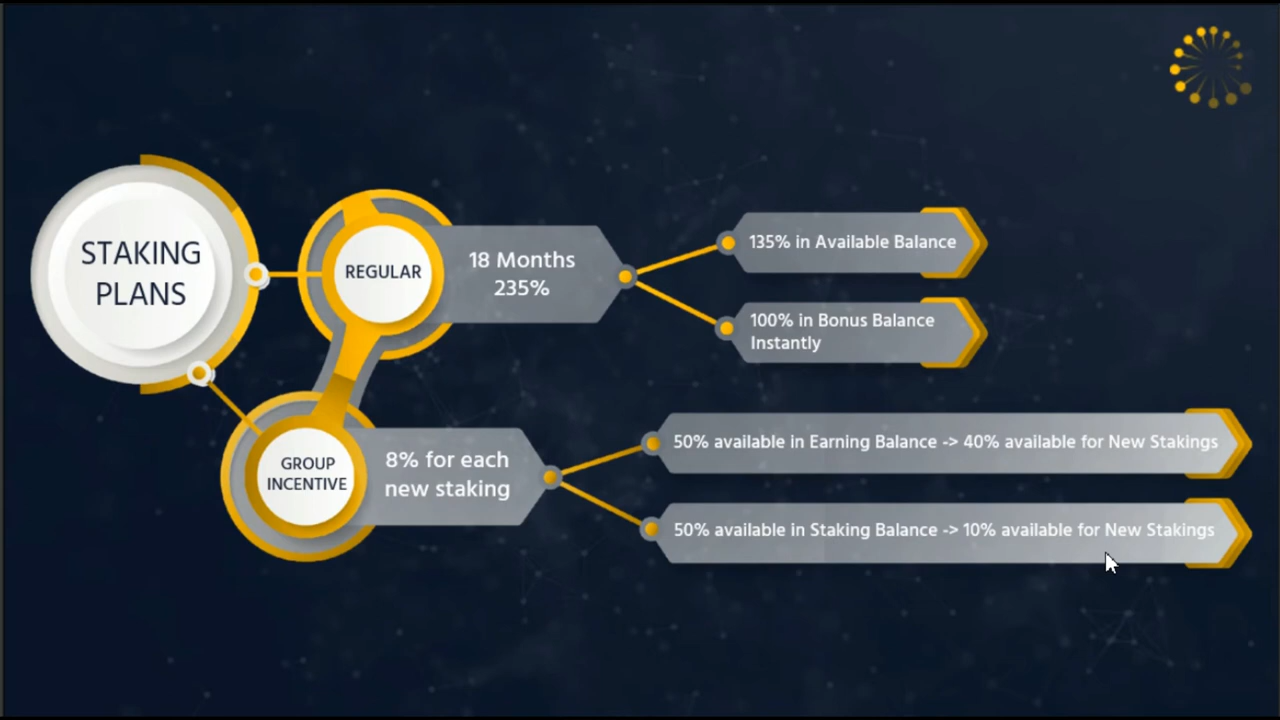 STAKING
PLANS
REGULAR
18 Months
235%
135% in Available Balance
100% in Bonus Balance
Instantly
GROUP
INCENTIVE
8% for each
new staking
50% available in Earning Balance -> 40% available for New Stakings
50% available in Staking Balance -> 10% available for New Stakings